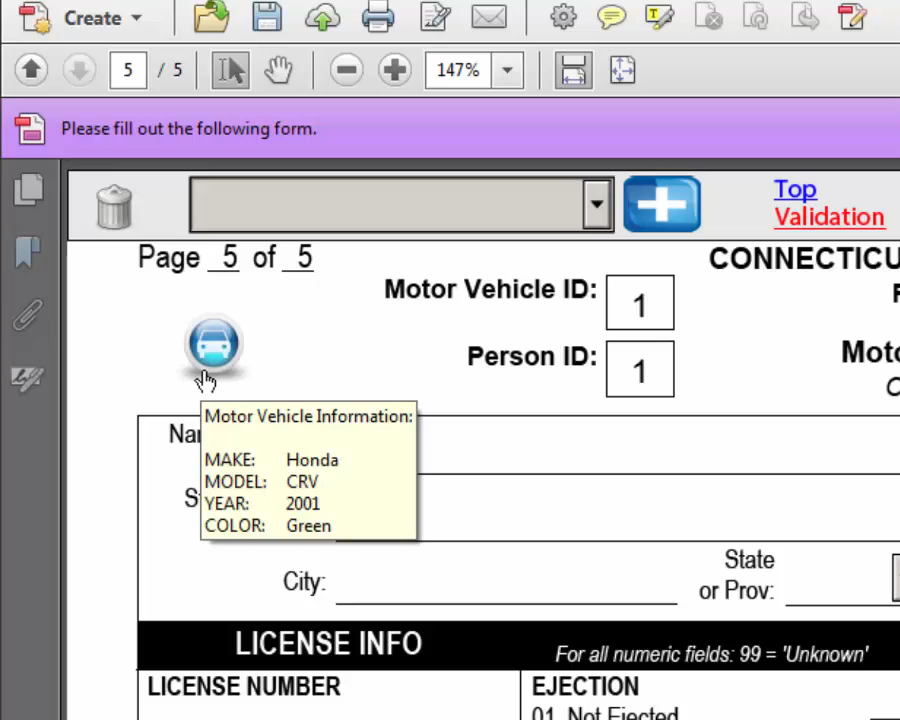 Create
5 / 5 147%
Please fill out the following form.
Top
Validation
Page 5 of 5
CONNECTICU
Motor Vehicle ID: 1
Person ID: 1
Moto
Motor Vehicle Information:
MAKE: Honda
MODEL: CRV
YEAR: 2001
COLOR: Green
City:
State
or Prov:
LICENSE INFO
For all numeric fields: 99 = 'Unknown'
LICENSE NUMBER
EJECTION
01 Not Ejected